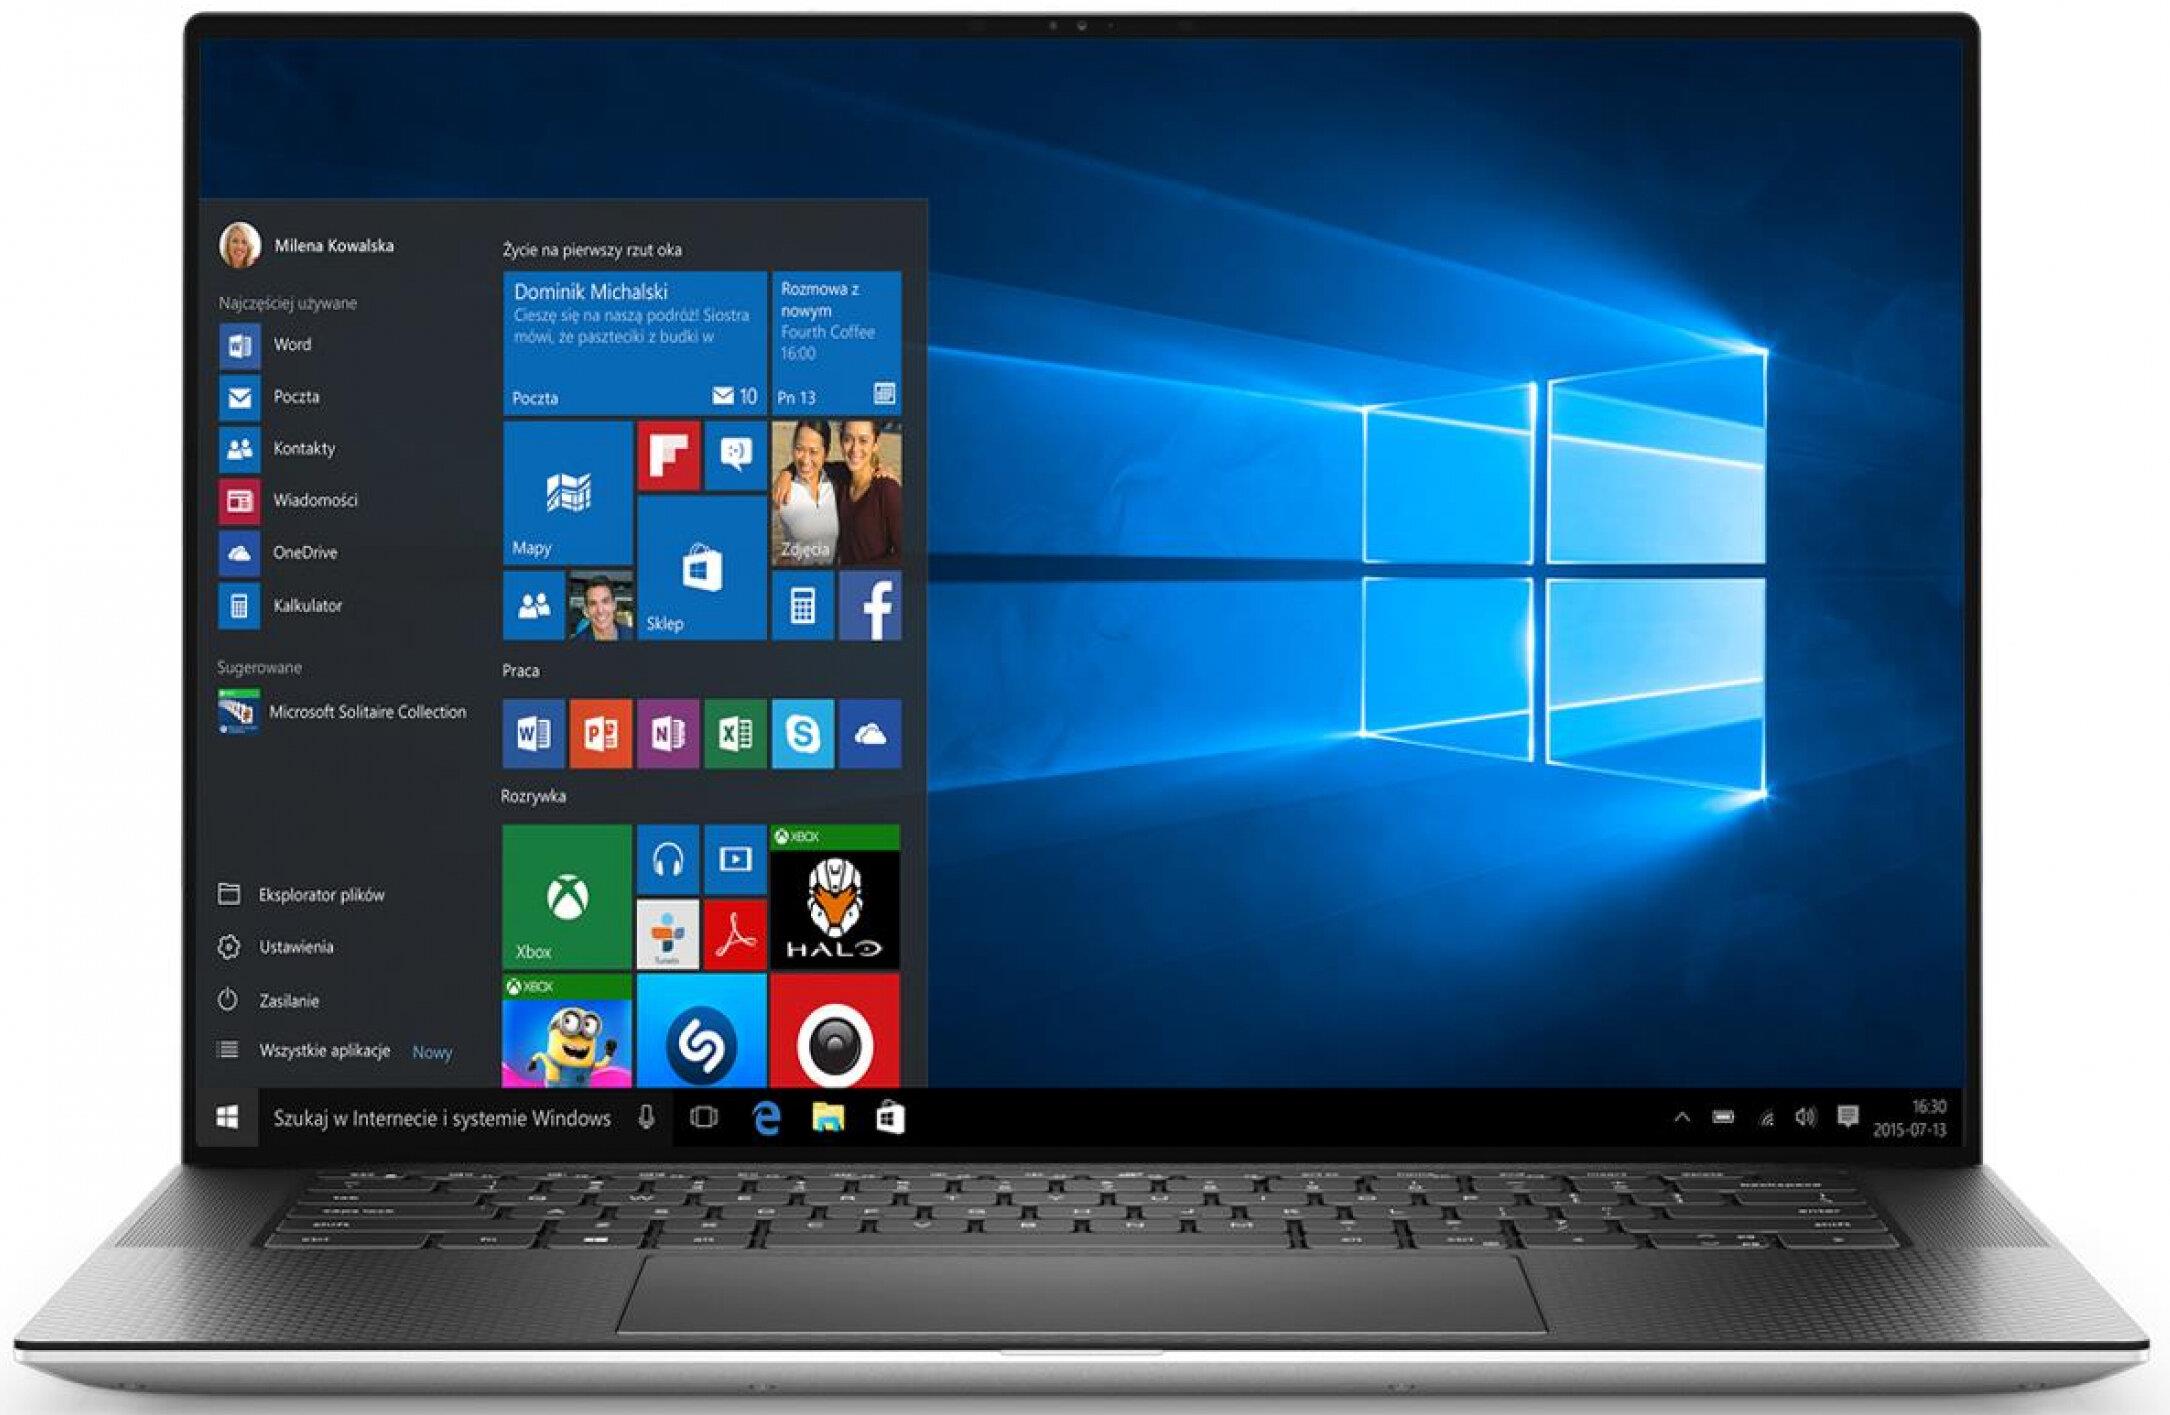 Milena Kowalska
Najczęściej używane
Word
Poczta
Kontakty
Wiadomości
OneDrive
Kalkulator
Sugerowane
Microsoft Solitaire Collection
Eksplorator plików
Ustawienia
Zasilanie
Wszystkie aplikacje Nowy
Życie na pierwszy rzut oka
Dominik Michalski
Cieszę się na naszą podróż! Siostra
mówi, że paszteciki z budki w
Poczta 10
Rozmowa z
nowym
Fourth Coffee
16:00
Pn 13
Mapy
Zdjęcia
Sklep
Praca
Rozrywka
Xbox
XBOX
HALO
XBOX
Szukaj w Internecie i systemie Windows
16:30
2015-07-13